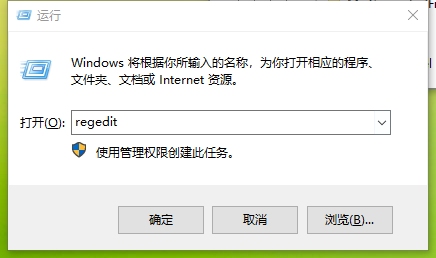 运行
Windows 将根据你所输入的名称，为你打开相应的程序、
文件夹、文档或 Internet 资源。
打开(O): regedit
使用管理权限创建此任务。
确定 取消 浏览(B)...